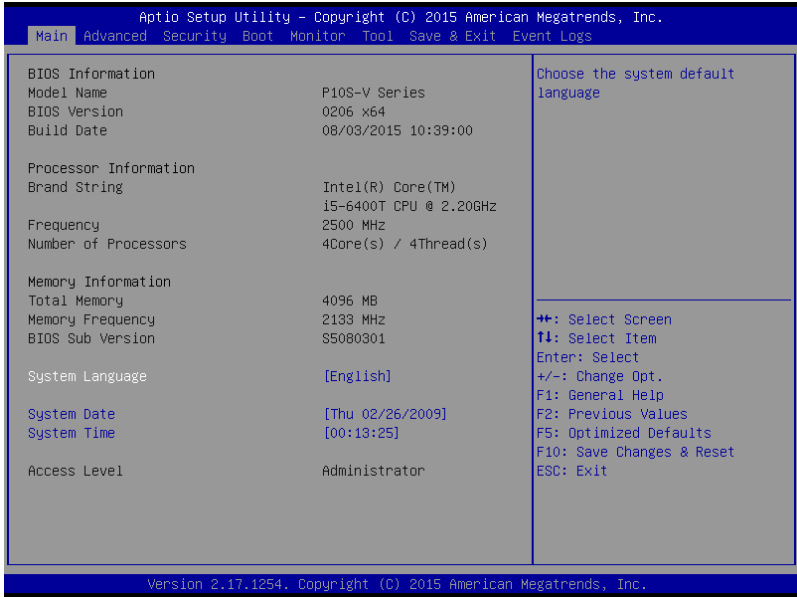 Aptio Setup Utility – Copyright (C) 2015 American Megatrends, Inc.
Main Advanced Security Boot Monitor Tool Save & Exit Event Logs
BIOS Information
Model Name P10S-V Series
BIOS Version 0206 x64
Build Date 08/03/2015 10:39:00
Processor Information
Brand String Intel(R) Core(TM)
i5-6400T CPU @ 2.20GHz
Frequency 2500 MHz
Number of Processors 4Core(s) / 4Thread(s)
Memory Information
Total Memory 4096 MB
Memory Frequency 2133 MHz
BIOS Sub Version S5080301
System Language [English]
System Date [Thu 02/26/2009]
System Time [00:13:25]
Access Level Administrator
Choose the system default
language
→←: Select Screen
↑↓: Select Item
Enter: Select
+/-: Change Opt.
F1: General Help
F2: Previous Values
F5: Optimized Defaults
F10: Save Changes & Reset
ESC: Exit
Version 2.17.1254. Copyright (C) 2015 American Megatrends, Inc.